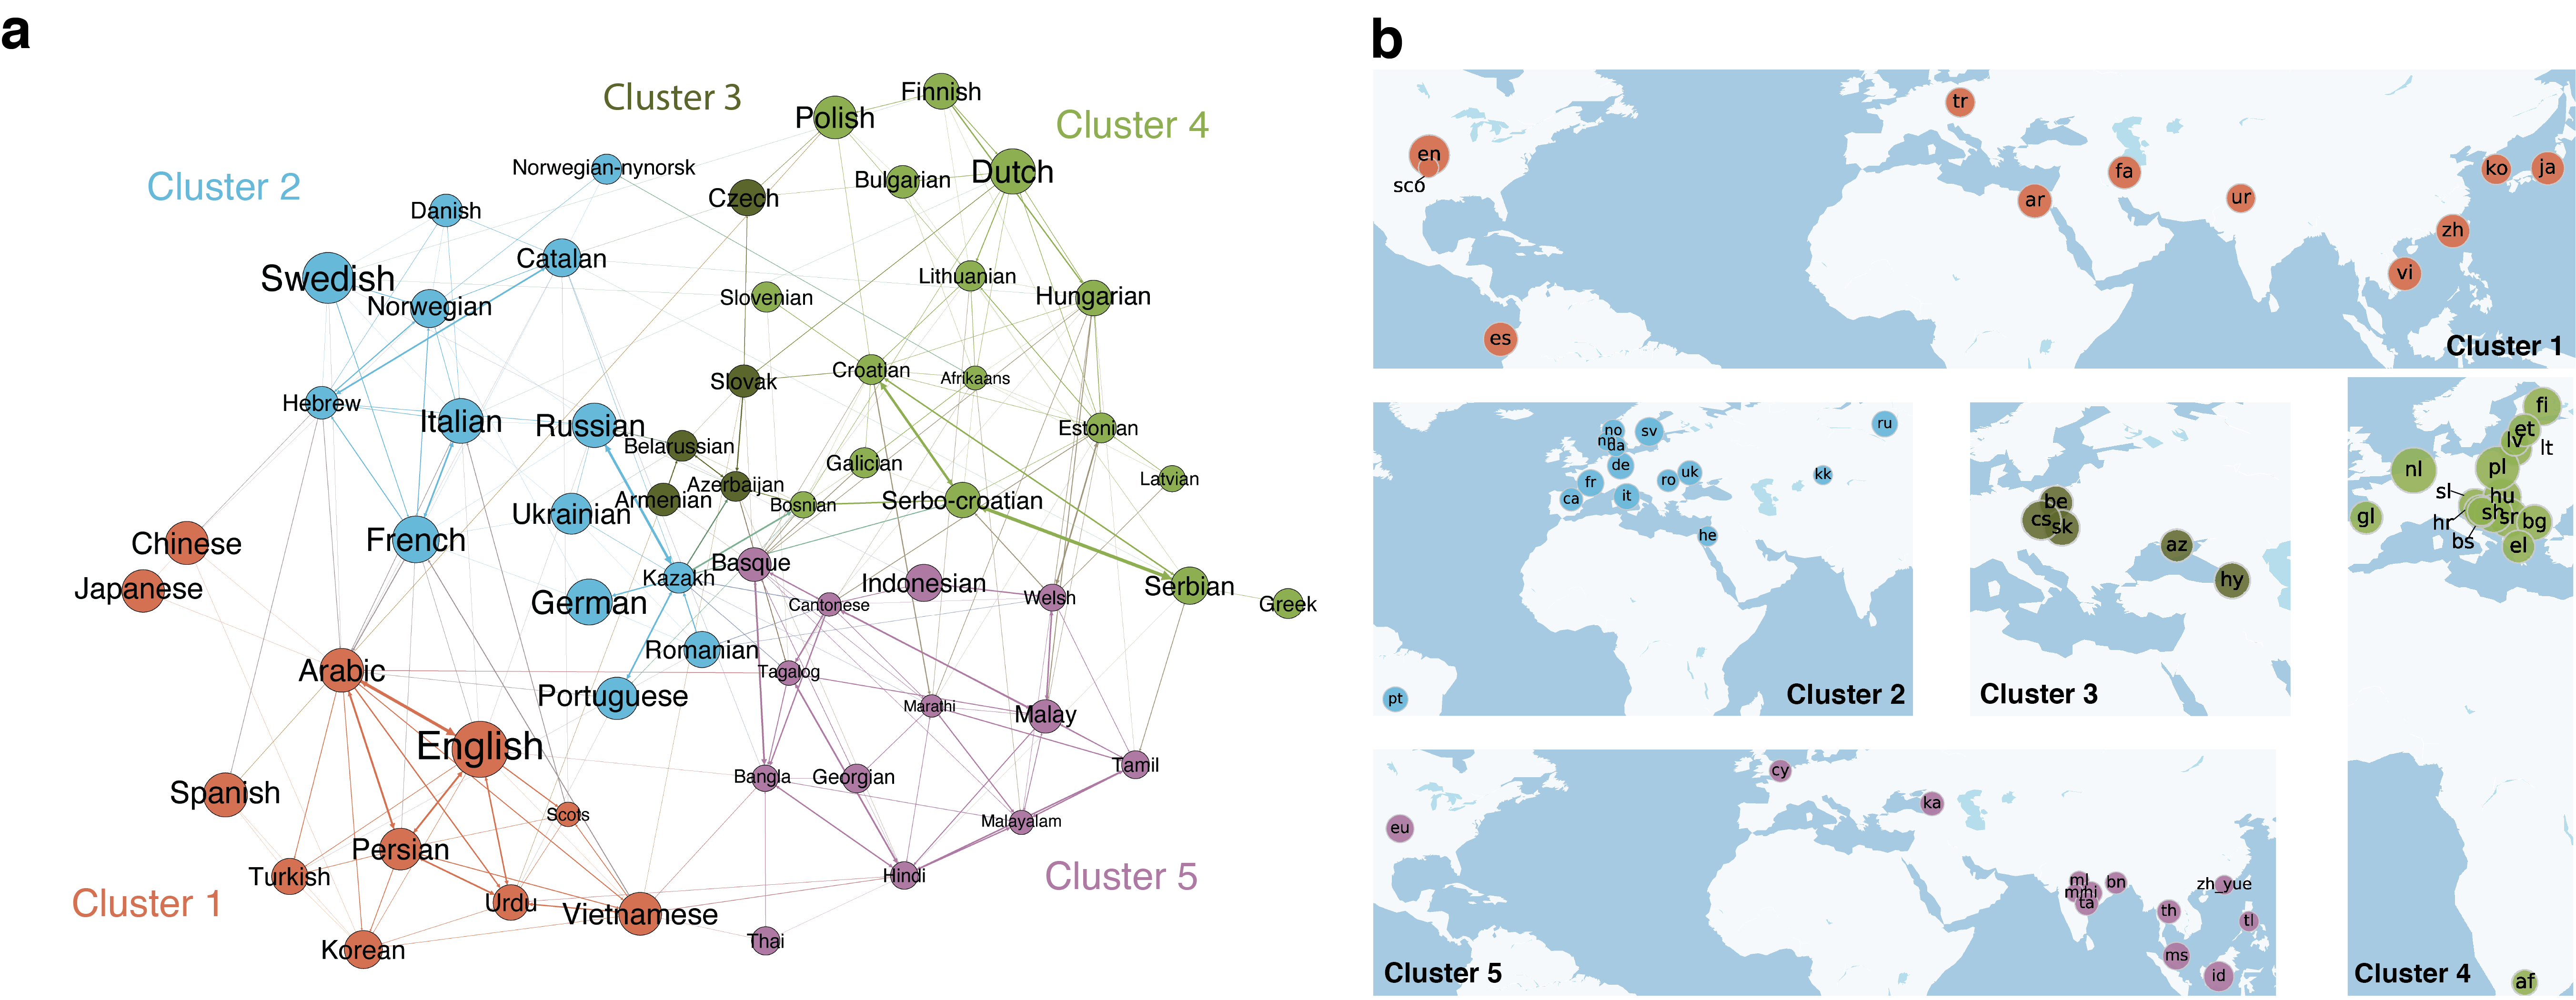 a
Cluster 3
Finnish
Polish
Cluster 4
Norwegian-nynorsk
Dutch
Bulgarian
Cluster 2
Czech
Danish
Catalan
Swedish
Lithuanian
Slovenian
Hungarian
Norwegian
Croatian
Afrikaans
Slovak
Hebrew
Italian
Russian
Estonian
Belarussian
Galician
Latvian
Azerbaijan
Armenian
Bosnian
Serbo-croatian
Ukrainian
Chinese
French
Basque
Kazakh
Indonesian
Japanese
Serbian
German
Cantonese
Welsh
Greek
Romanian
Arabic
Tagalog
Portuguese
Marathi
Malay
English
Tamil
Bangla
Georgian
Spanish
Scots
Malayalam
Persian
Turkish
Hindi
Cluster 5
Cluster 1
Urdu
Vietnamese
Thai
Korean
b
tr
en
sco
fa
ar
ur
ko
ja
zh
vi
es
Cluster 1
no
nn
da
sv
ru
de
fr
ca
it
ro
uk
kk
he
pt
Cluster 2
be
cs
sk
az
hy
Cluster 3
fi
et
lv
lt
nl
pl
sl
hu
gl
hr
sh
sr
bg
bs
el
af
Cluster 4
cy
ka
eu
ml
mr
hi
bn
ta
zh_yue
th
tl
ms
id
Cluster 5